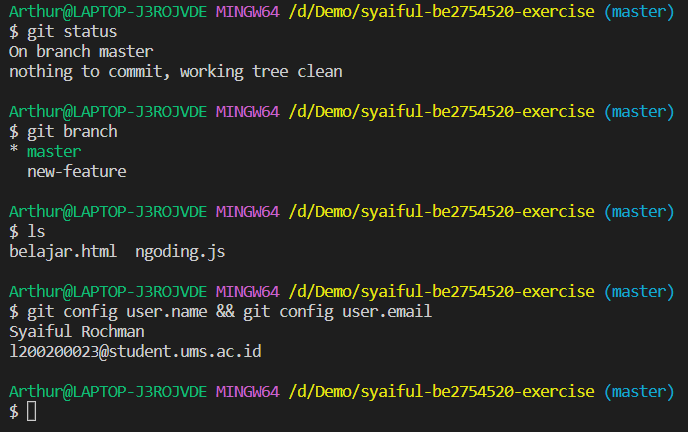 Arthur@LAPTOP-J3ROJVDE MINGW64 /d/Demo/syaiful-be2754520-exercise (master)
$ git status
On branch master
nothing to commit, working tree clean
Arthur@LAPTOP-J3ROJVDE MINGW64 /d/Demo/syaiful-be2754520-exercise (master)
$ git branch
* master
  new-feature
Arthur@LAPTOP-J3ROJVDE MINGW64 /d/Demo/syaiful-be2754520-exercise (master)
$ ls
belajar.html  ngoding.js
Arthur@LAPTOP-J3ROJVDE MINGW64 /d/Demo/syaiful-be2754520-exercise (master)
$ git config user.name && git config user.email
Syaiful Rochman
l200200023@student.ums.ac.id
Arthur@LAPTOP-J3ROJVDE MINGW64 /d/Demo/syaiful-be2754520-exercise (master)
$